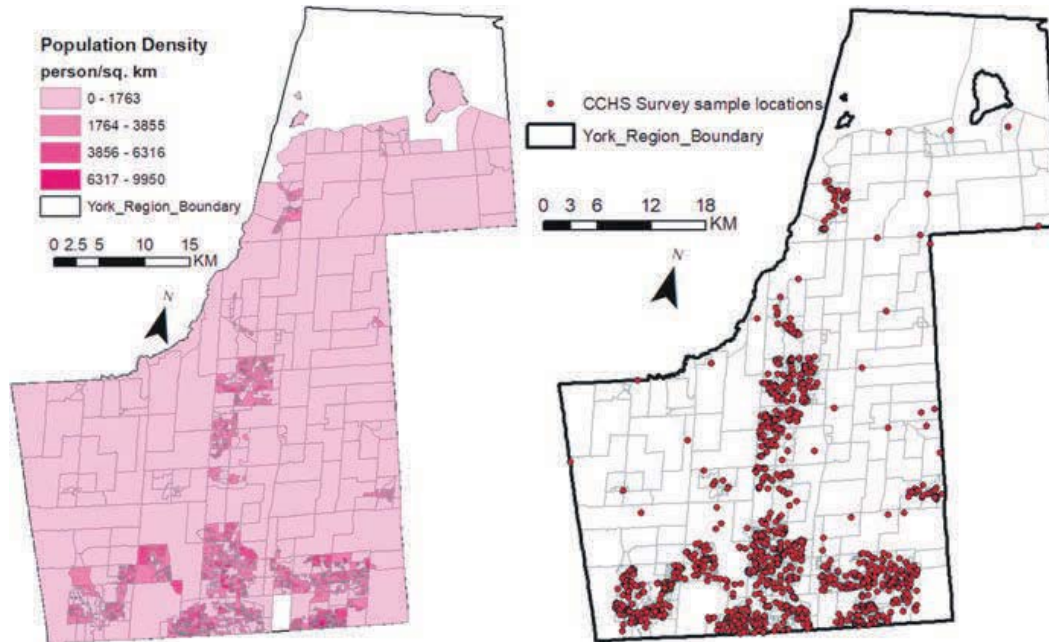 Population Density
person/sq. km
0 - 1763
1764 - 3855
3856 - 6316
6317 - 9950
York_Region_Boundary
0 2.5 5 10 15
KM
N
CCHS Survey sample locations
York_Region_Boundary
0 3 6 12 18
KM
N